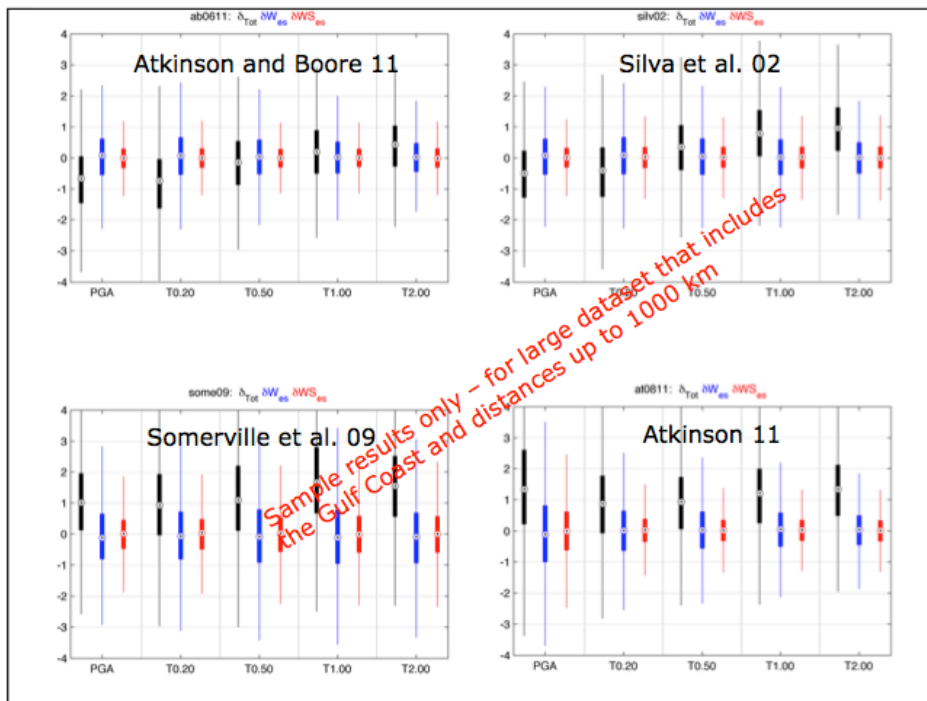 ab0611: δTot δWes δWSes
Atkinson and Boore 11
4
3
2
1
0
-1
-2
-3
-4
PGA T0.20 T0.50 T1.00 T2.00
silv02: δTot δWes δWSes
Silva et al. 02
4
3
2
1
0
-1
-2
-3
-4
PGA T0.20 T0.50 T1.00 T2.00
Sample results only – for large dataset that includes
the Gulf Coast and distances up to 1000 km
some09: δTot δWes δWSes
Somerville et al. 09
4
3
2
1
0
-1
-2
-3
-4
PGA T0.20 T0.50 T1.00 T2.00
at0811: δTot δWes δWSes
Atkinson 11
4
3
2
1
0
-1
-2
-3
-4
PGA T0.20 T0.50 T1.00 T2.00